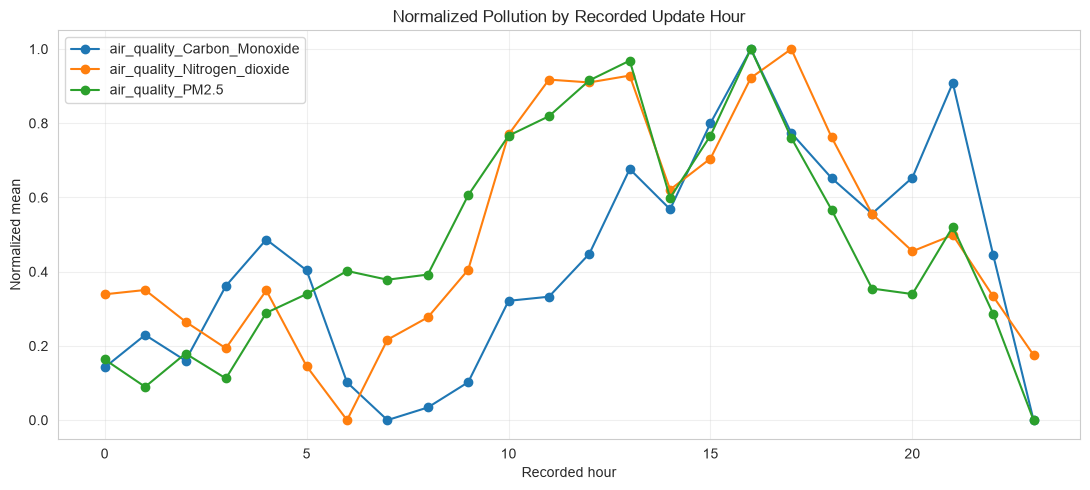 Normalized Pollution by Recorded Update Hour
air_quality_Carbon_Monoxide
air_quality_Nitrogen_dioxide
air_quality_PM2.5
Normalized mean
1.0
0.8
0.6
0.4
0.2
0.0
0 5 10 15 20
Recorded hour